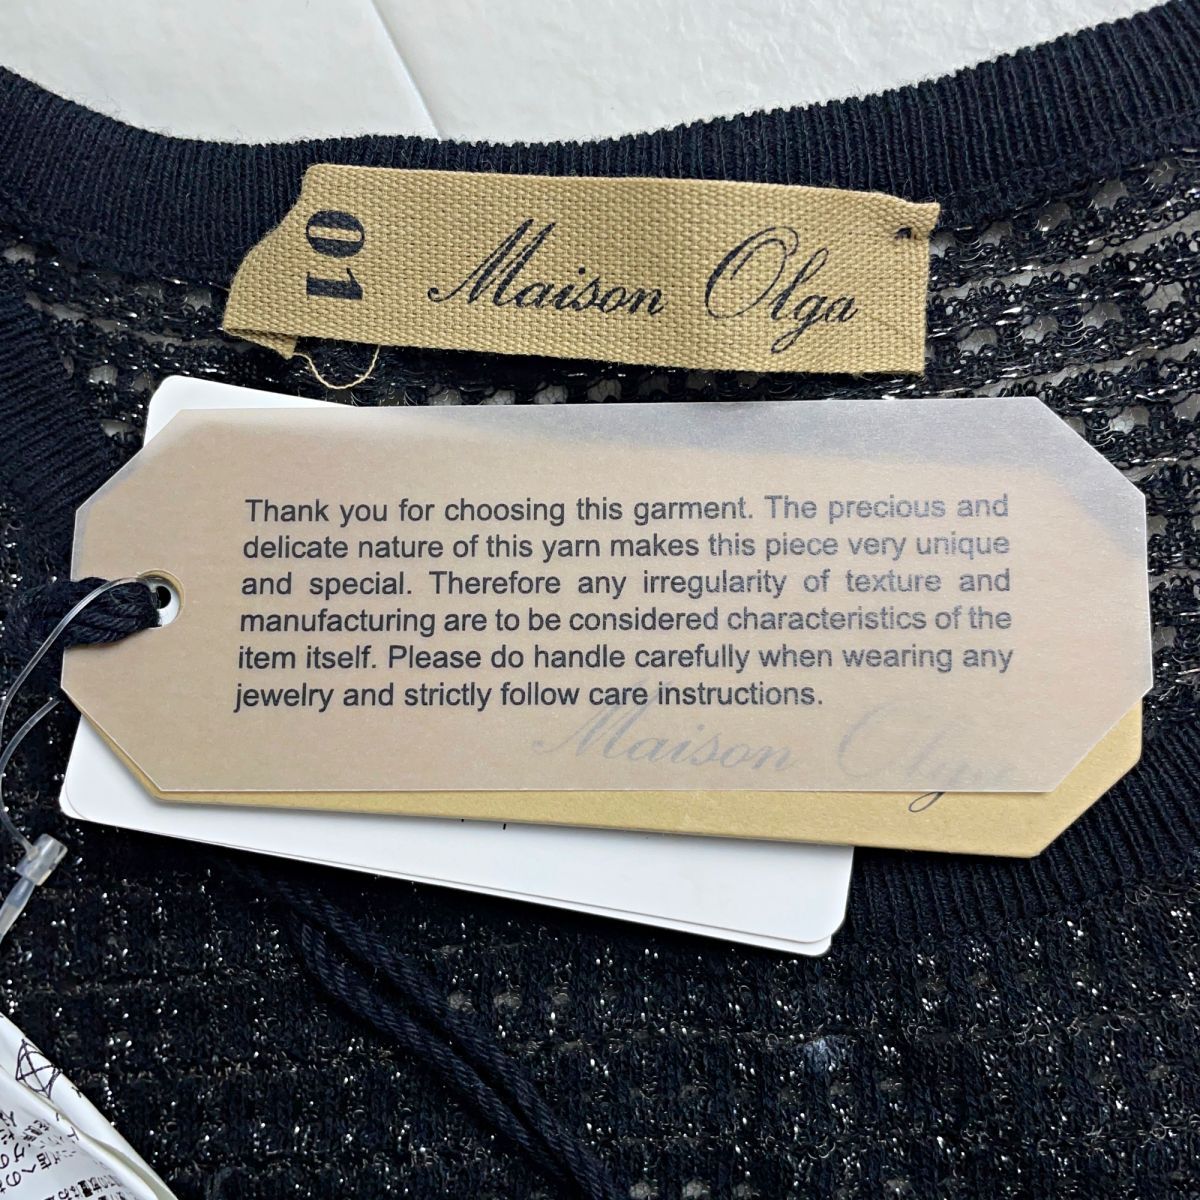 01
Maison Olga
Thank you for choosing this garment. The precious and
delicate nature of this yarn makes this piece very unique
and special. Therefore any irregularity of texture and
manufacturing are to be considered characteristics of the
item itself. Please do handle carefully when wearing any
jewelry and strictly follow care instructions.
Maison Olga